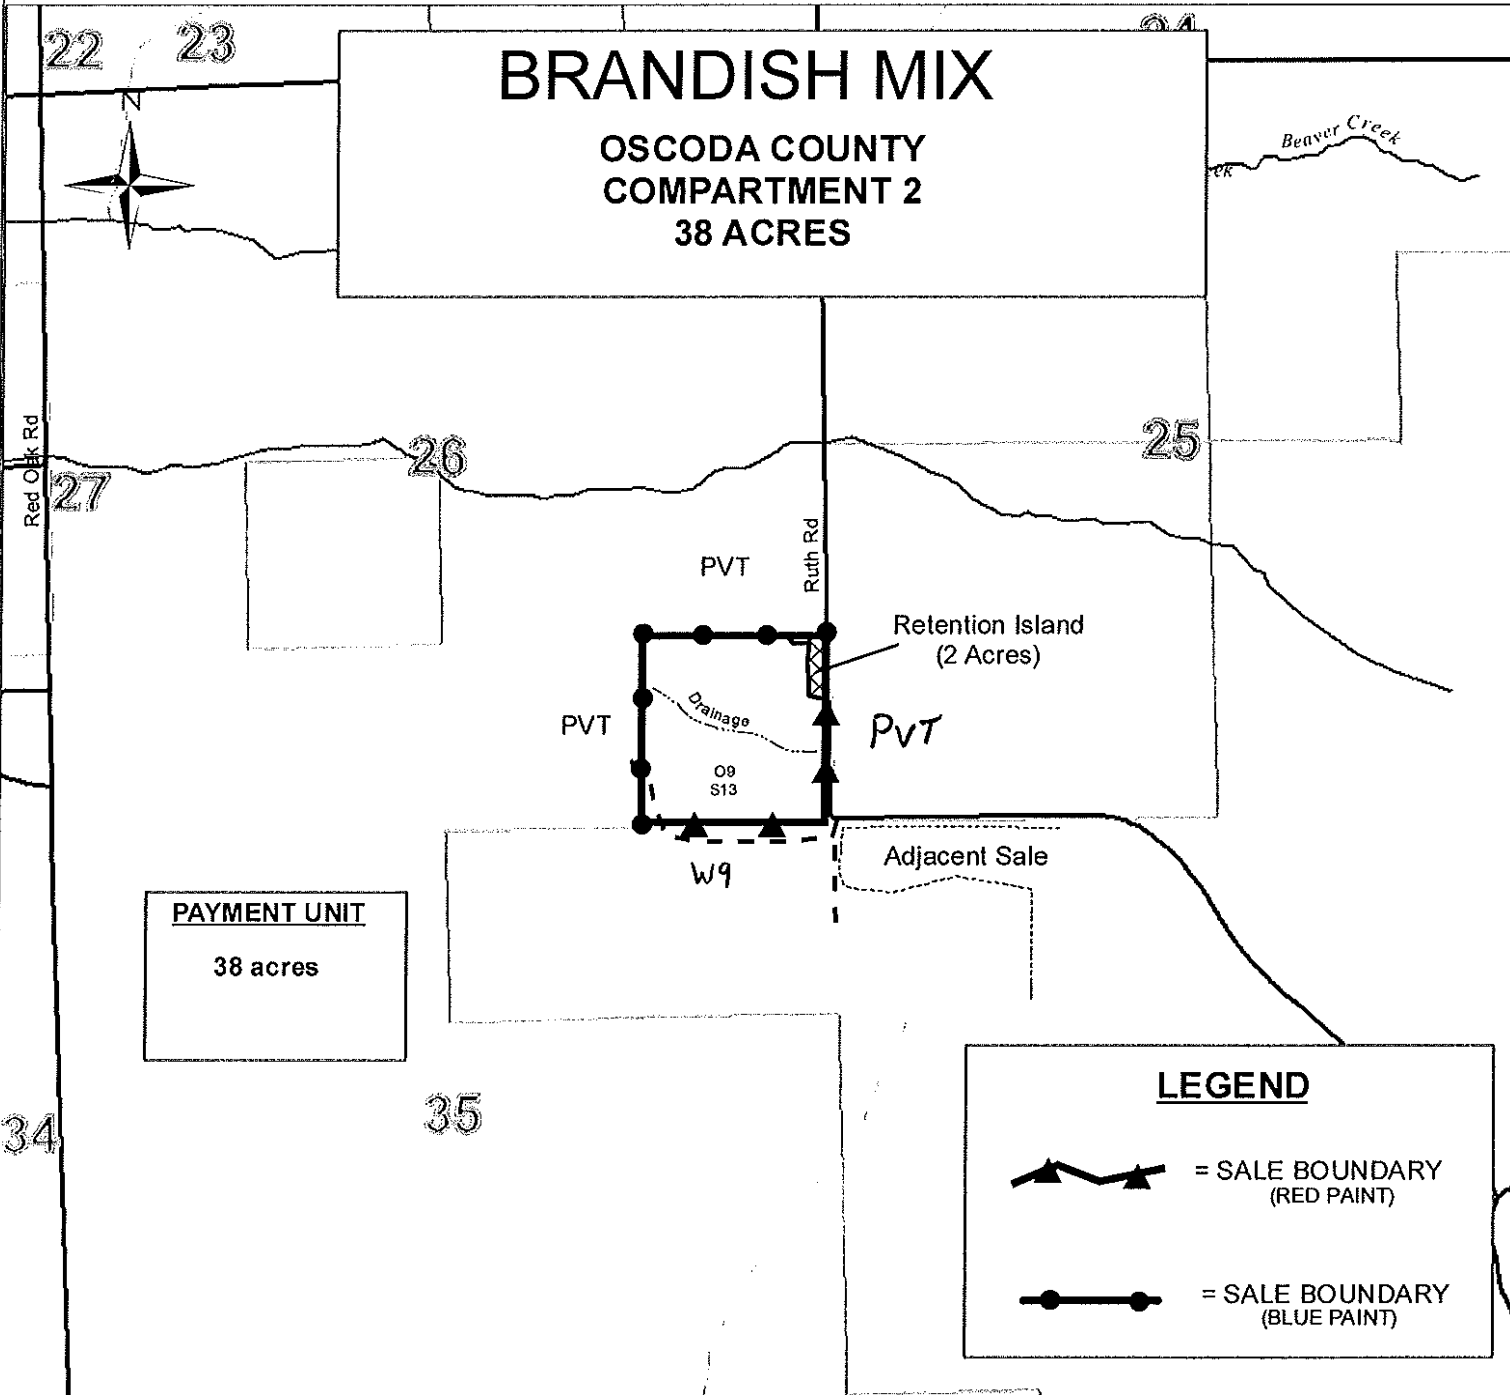 22
23
24
N
BRANDISH MIX
OSCODA COUNTY
COMPARTMENT 2
38 ACRES
Beaver Creek
ek
Red Oak Rd
26
25
27
PVT
Ruth Rd
Retention Island
(2 Acres)
Drainage
PVT
PVT
O9
S13
Adjacent Sale
W9
PAYMENT UNIT
38 acres
34
35
LEGEND
= SALE BOUNDARY
(RED PAINT)
= SALE BOUNDARY
(BLUE PAINT)